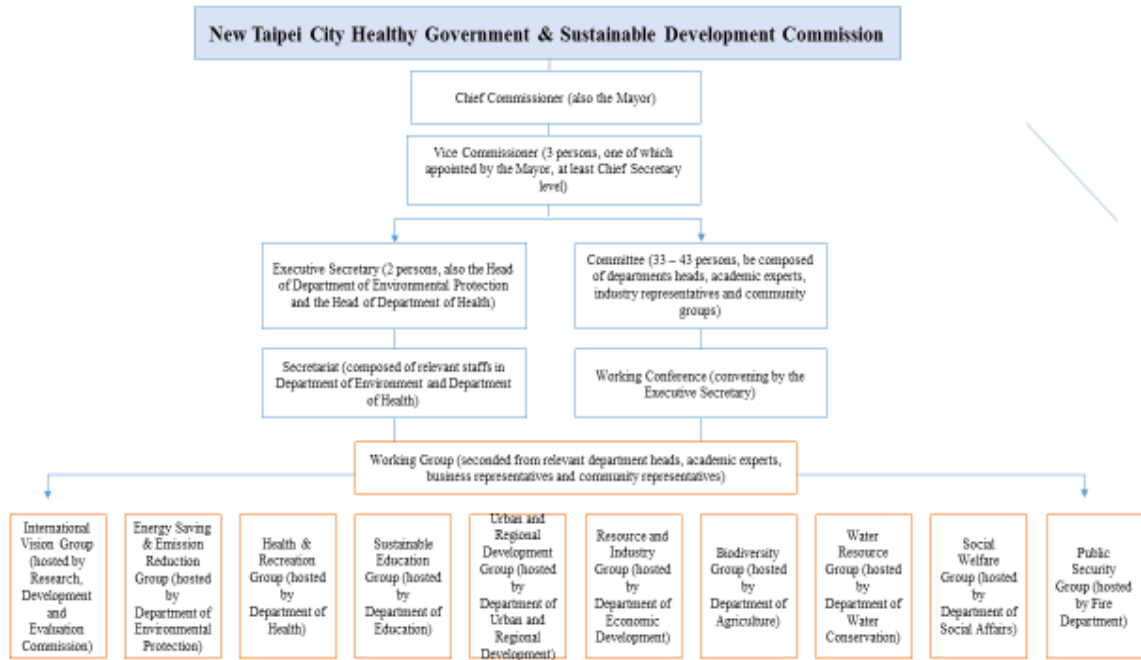 New Taipei City Healthy Government & Sustainable Development Commission
Chief Commissioner (also the Mayor)
Vice Commissioner (3 persons, one of which
appointed by the Mayor, at least Chief Secretary
level)
Executive Secretary (2 persons, also the Head
of Department of Environmental Protection
and the Head of Department of Health)
Committee (33 – 43 persons, be composed
of departments heads, academic experts,
industry representatives and community
groups)
Secretariat (composed of relevant staffs in
Department of Environment and Department
of Health)
Working Conference (convening by the
Executive Secretary)
Working Group (seconded from relevant department heads, academic experts,
business representatives and community representatives)
International
Vision Group
(hosted by
Research,
Development
and
Evaluation
Commission)
Energy Saving
& Emission
Reduction
Group (hosted
by
Department of
Environmental
Protection)
Health &
Recreation
Group (hosted
by
Department of
Health)
Sustainable
Education
Group (hosted
by
Department of
Education)
Urban and
Regional
Development
Group (hosted
by
Department of
Urban and
Regional
Development)
Resource and
Industry
Group (hosted
by
Department of
Economic
Development)
Biodiversity
Group (hosted
by
Department of
Agriculture)
Water
Resource
Group (hosted
by
Department of
Water
Conservation)
Social
Welfare
Group (hosted
by
Department of
Social Affairs)
Public
Security
Group (hosted
by Fire
Department)